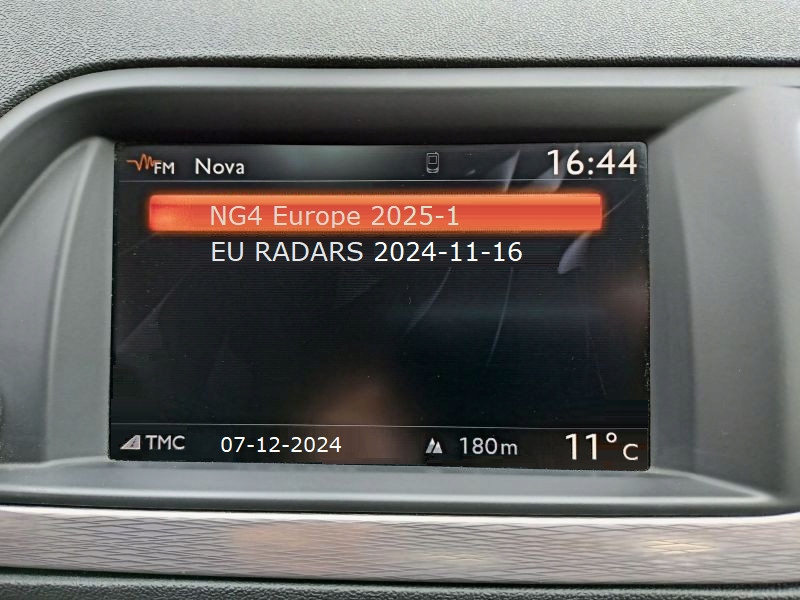 FM Nova 16:44
NG4 Europe 2025-1
EU RADARS 2024-11-16
TMC 07-12-2024 180m 11°C